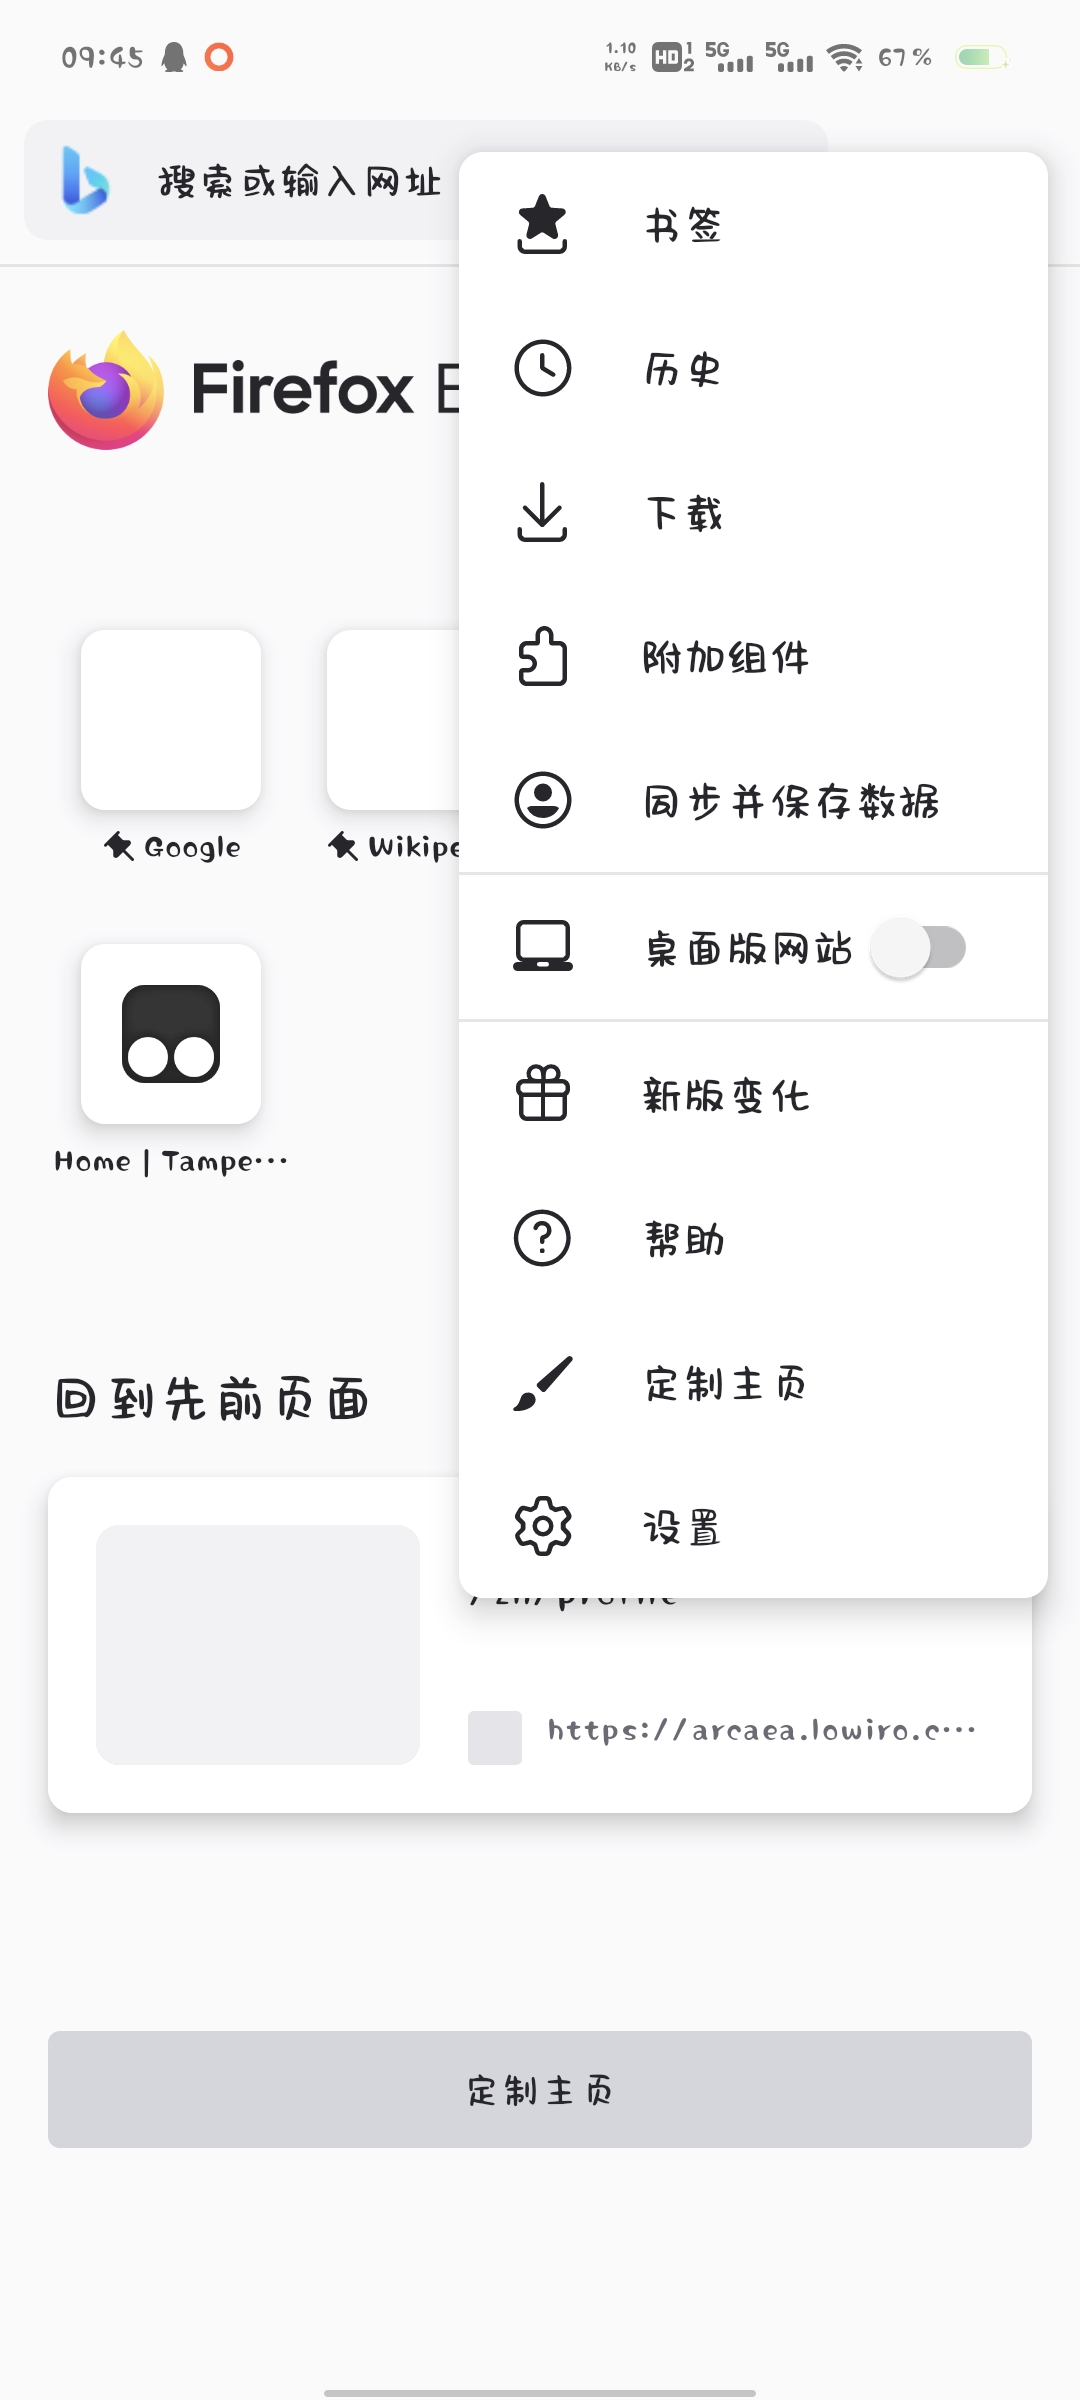 09:45
1.10 KB/s HD 1 2 5G 5G 67%
搜索或输入网址
书签
Firefox
历史
下载
附加组件
同步并保存数据
Google
Wikipe
桌面版网站
新版变化
Home | Tampe…
帮助
定制主页
回到先前页面
设置
https://arcaea.lowiro.c…
定制主页